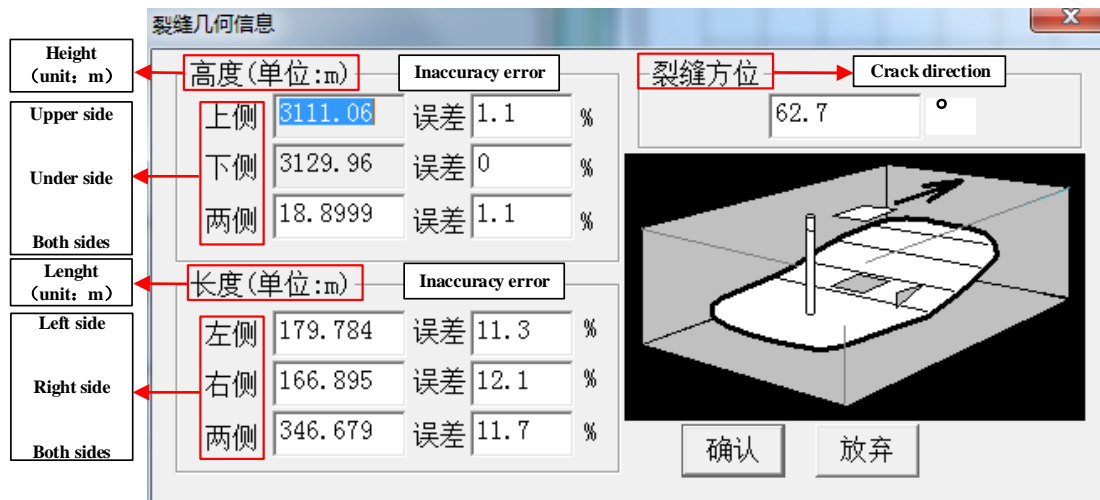 裂缝几何信息
X
Height
（unit：m）
高度(单位:m)
Inaccuracy error
裂缝方位
Crack direction
Upper side
上侧 3111.06 误差 1.1 %
62.7 °
Under side
下侧 3129.96 误差 0 %
Both sides
两侧 18.8999 误差 1.1 %
Lenght
（unit：m）
长度(单位:m)
Inaccuracy error
Left side
左侧 179.784 误差 11.3 %
Right side
右侧 166.895 误差 12.1 %
Both sides
两侧 346.679 误差 11.7 %
确认
放弃